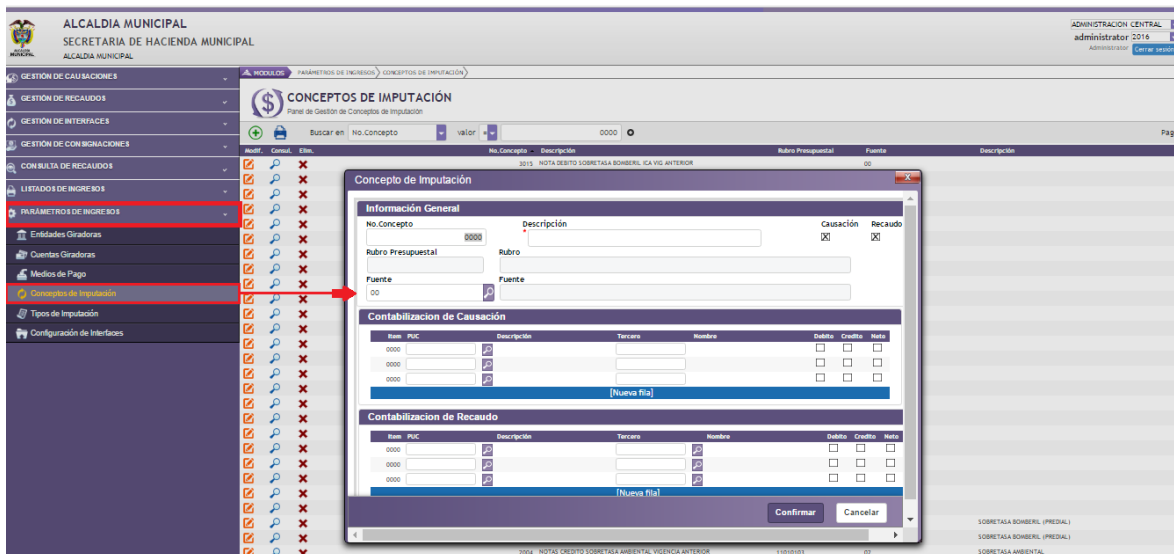 ALCALDIA MUNICIPAL
SECRETARIA DE HACIENDA MUNICIPAL
ALCALDIA MUNICIPAL
ADMINISTRACION CENTRAL
administrator 2016
Administrator Cerrar sesión
GESTIÓN DE CAUSACIONES
GESTIÓN DE RECAUDOS
GESTIÓN DE INTERFACES
GESTIÓN DE CONSIGNACIONES
CONSULTA DE RECAUDOS
LISTADOS DE INGRESOS
PARÁMETROS DE INGRESOS
Entidades Giradoras
Cuentas Giradoras
Medios de Pago
Conceptos de Imputación
Tipos de Imputación
Configuración de Interfaces
MODULOS PARÁMETROS DE INGRESOS CONCEPTOS DE IMPUTACIÓN
CONCEPTOS DE IMPUTACIÓN
Panel de Gestión de Conceptos de Imputación
Buscar en No.Concepto valor = 0000 Pag
Modif. Consul. Elim. No.Concepto Descripción Rubro Presupuestal Fuente Descripción
3015 NOTA DEBITO SOBRETASA BOMBERIL ICA VIG ANTERIOR 00
Concepto de Imputación
Información General
No.Concepto Descripción Causación Recaudo
0000 *
Rubro Presupuestal Rubro
Fuente Fuente
00
Contabilizacion de Causación
Item PUC Descripción Tercero Nombre Debito Credito Neto
0000
0000
0000
[Nueva fila]
Contabilizacion de Recaudo
Item PUC Descripción Tercero Nombre Debito Credito Neto
0000
0000
0000
[Nueva fila]
Confirmar Cancelar
SOBRETASA BOMBERIL (PREDIAL)
SOBRETASA BOMBERIL (PREDIAL)
2004 NOTAS CREDITO SOBRETASA AMBIENTAL VIGENCIA ANTERIOR 11010103 02 SOBRETASA AMBIENTAL